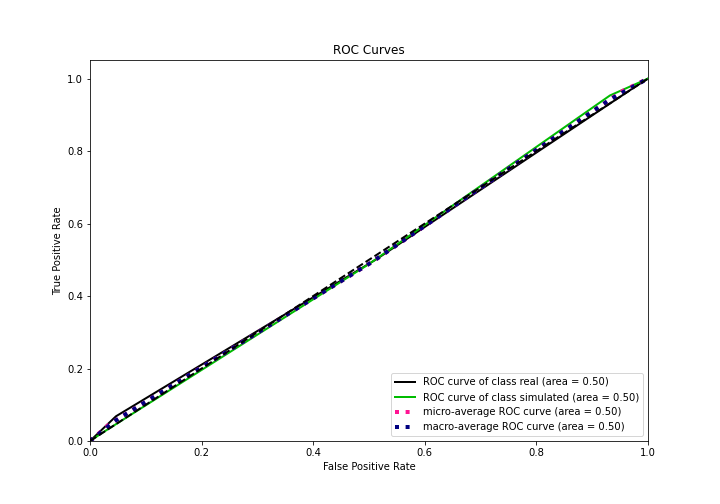 ROC Curves
True Positive Rate
1.0
0.8
0.6
0.4
0.2
0.0
0.0 0.2 0.4 0.6 0.8 1.0
False Positive Rate
ROC curve of class real (area = 0.50)
ROC curve of class simulated (area = 0.50)
micro-average ROC curve (area = 0.50)
macro-average ROC curve (area = 0.50)